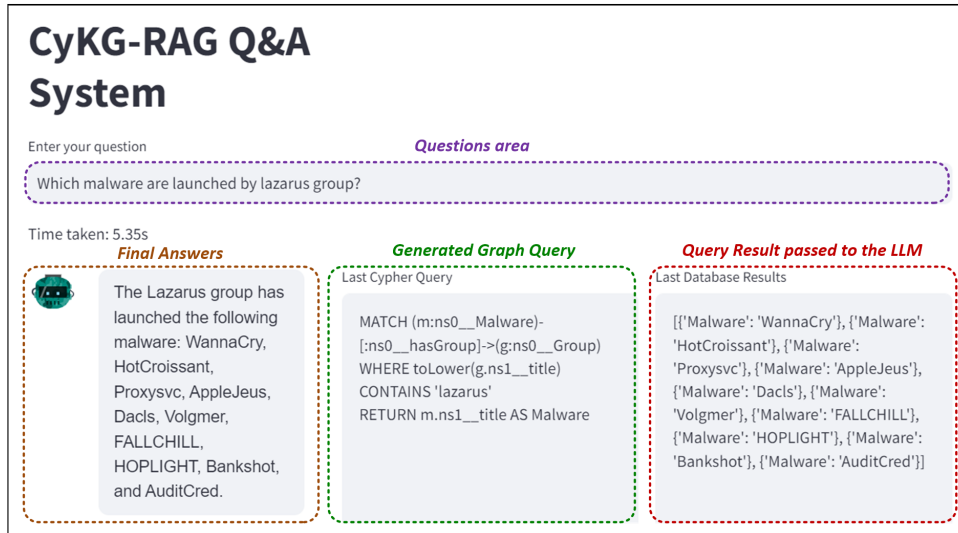 CyKG-RAG Q&A
System
Enter your question
Questions area
Which malware are launched by lazarus group?
Time taken: 5.35s
Final Answers
The Lazarus group has
launched the following
malware: WannaCry,
HotCroissant,
Proxysvc, AppleJeus,
Dacls, Volgmer,
FALLCHILL,
HOPLIGHT, Bankshot,
and AuditCred.
Generated Graph Query
Last Cypher Query
MATCH (m:ns0__Malware)-
[:ns0__hasGroup]->(g:ns0__Group)
WHERE toLower(g.ns1__title)
CONTAINS 'lazarus'
RETURN m.ns1__title AS Malware
Query Result passed to the LLM
Last Database Results
[{'Malware': 'WannaCry'}, {'Malware':
'HotCroissant'}, {'Malware':
'Proxysvc'}, {'Malware': 'AppleJeus'},
{'Malware': 'Dacls'}, {'Malware':
'Volgmer'}, {'Malware': 'FALLCHILL'},
{'Malware': 'HOPLIGHT'}, {'Malware':
'Bankshot'}, {'Malware': 'AuditCred'}]